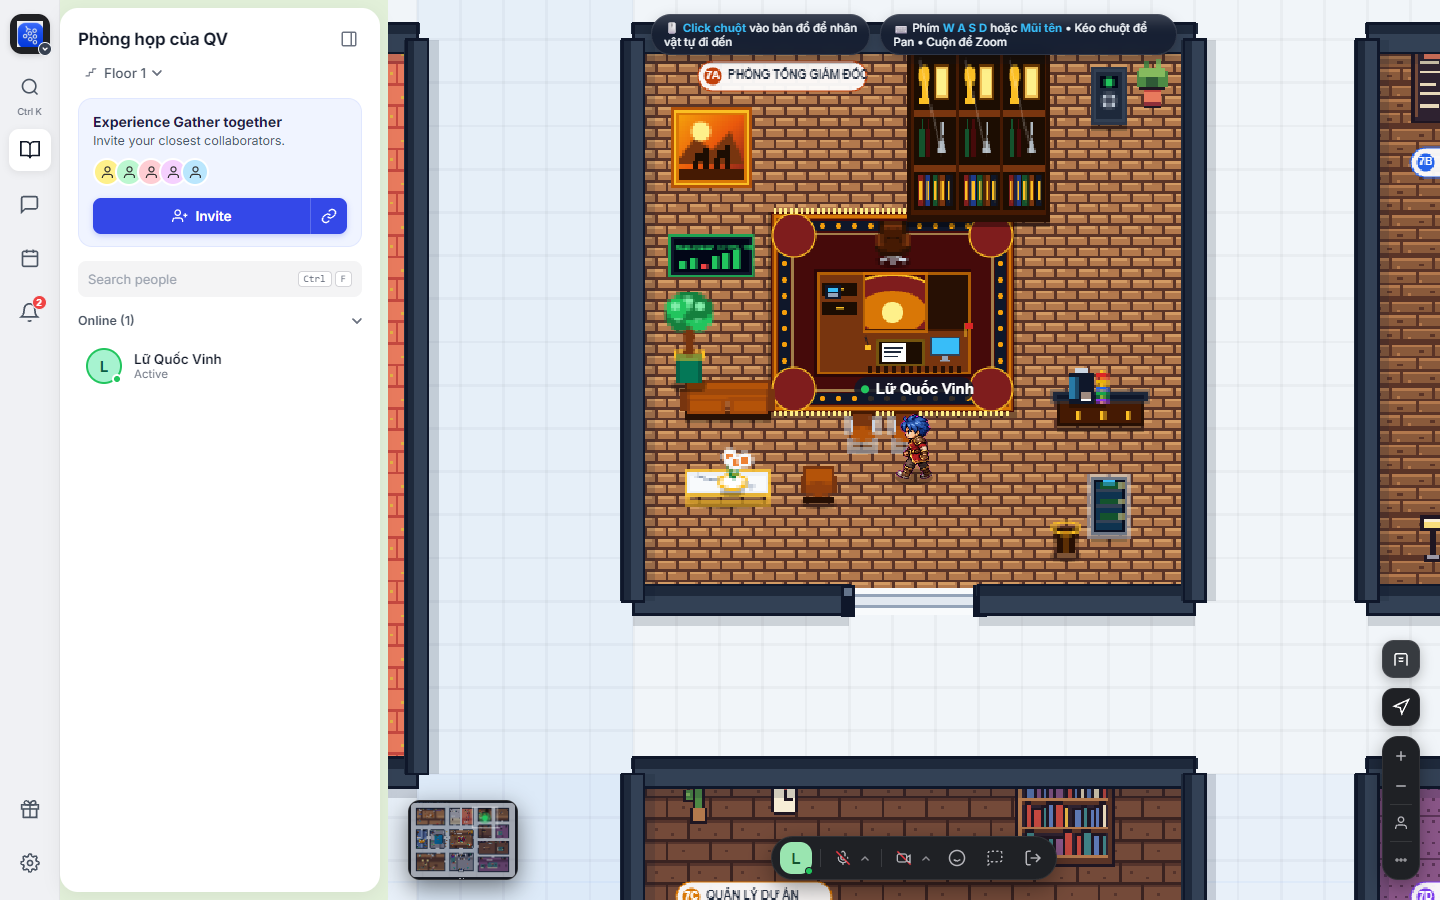 Phòng họp của QV
Floor 1
Ctrl K
Experience Gather together
Invite your closest collaborators.
Invite
Search people
Ctrl F
2
Online (1)
L
Lữ Quốc Vinh
Active
Click chuột vào bản đồ để nhân
vật tự đi đến
Phím W A S D hoặc Mũi tên • Kéo chuột để
Pan • Cuộn để Zoom
7A PHÒNG TỔNG GIÁM ĐỐC
7B
Lữ Quốc Vinh
L
7C QUẢN LÝ DỰ ÁN
7D